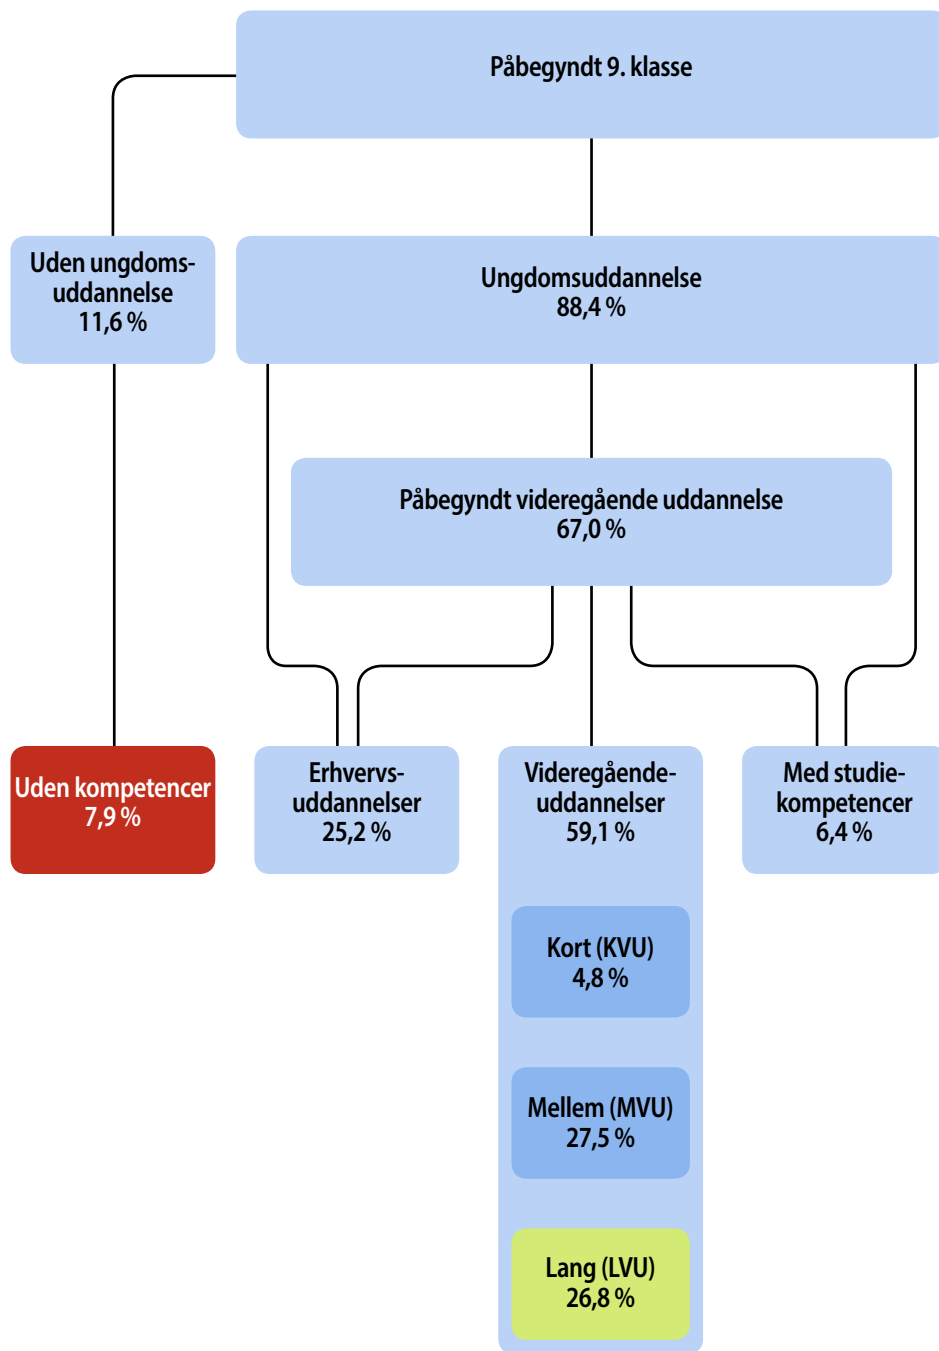 Påbegyndt 9. klasse
Uden ungdoms-
uddannelse
11,6 %
Ungdomsuddannelse
88,4 %
Påbegyndt videregående uddannelse
67,0 %
Uden kompetencer
7,9 %
Erhvervs-
uddannelser
25,2 %
Videregående-
uddannelser
59,1 %
Med studie-
kompetencer
6,4 %
Kort (KVU)
4,8 %
Mellem (MVU)
27,5 %
Lang (LVU)
26,8 %